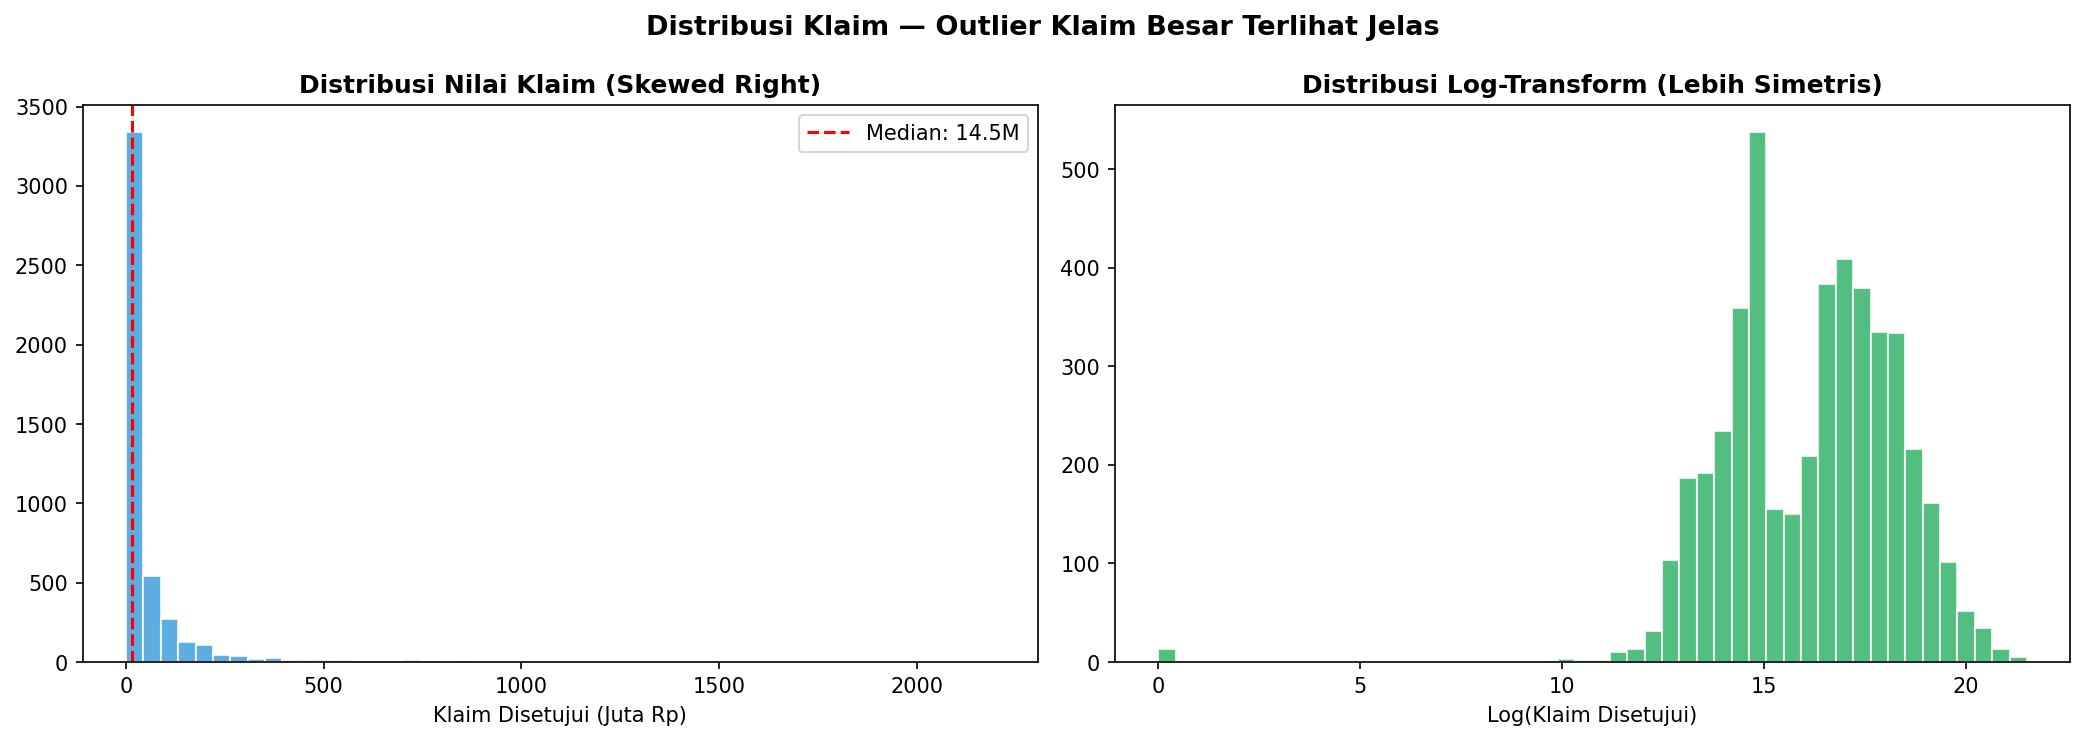 Distribusi Klaim — Outlier Klaim Besar Terlihat Jelas
Distribusi Nilai Klaim (Skewed Right)
Median: 14.5M
3500
3000
2500
2000
1500
1000
500
0
0 500 1000 1500 2000
Klaim Disetujui (Juta Rp)
Distribusi Log-Transform (Lebih Simetris)
500
400
300
200
100
0
0 5 10 15 20
Log(Klaim Disetujui)